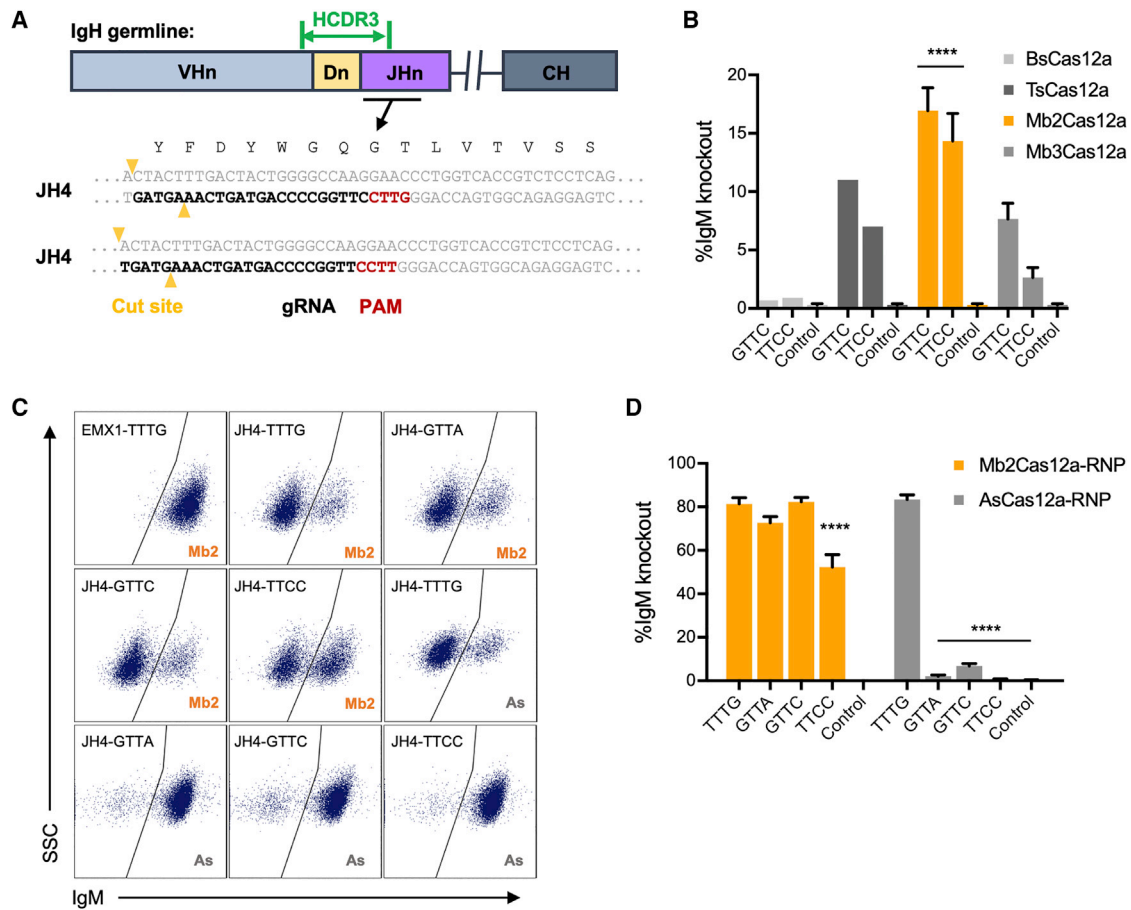 A
IgH germline:
HCDR3
VHn
Dn
JHn
CH
Y F D Y W G Q G T L V T V S S
JH4
...ACTACTTTGACTACTGGGGCCAAGGAACCCTGGTCACCGTCTCCTCAG...
...TGATGAAACTGATGACCCCGGTTCCTTGGGACCAGTGGCAGAGGAGTC...
JH4
...ACTACTTTGACTACTGGGGCCAAGGAACCCTGGTCACCGTCTCCTCAG...
...TGATGAAACTGATGACCCCGGTTCCTTGGGACCAGTGGCAGAGGAGTC...
Cut site
gRNA
PAM
B
%IgM knockout
20
15
10
5
0
****
BsCas12a
TsCas12a
Mb2Cas12a
Mb3Cas12a
GTTC
TTCC
Control
GTTC
TTCC
Control
GTTC
TTCC
Control
GTTC
TTCC
Control
C
SSC
EMX1-TTTG
Mb2
JH4-TTTG
Mb2
JH4-GTTA
Mb2
JH4-GTTC
Mb2
JH4-TTCC
Mb2
JH4-TTTG
As
JH4-GTTA
As
JH4-GTTC
As
JH4-TTCC
As
IgM
D
%IgM knockout
100
80
60
40
20
0
****
****
Mb2Cas12a-RNP
AsCas12a-RNP
TTTG
GTTA
GTTC
TTCC
Control
TTTG
GTTA
GTTC
TTCC
Control